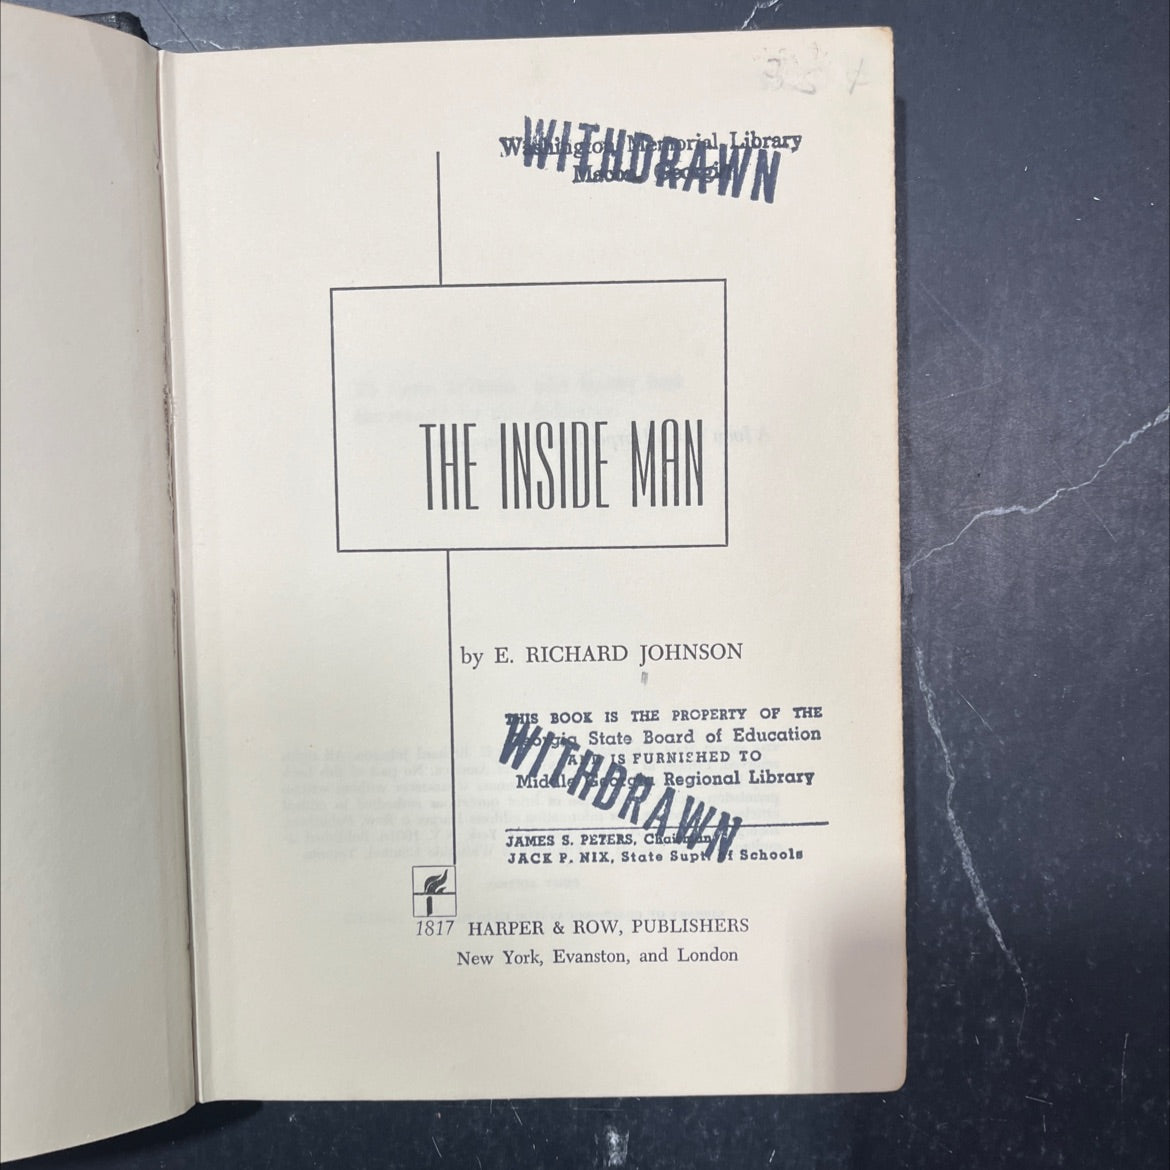 Washington Memorial Library
Macon, Georgia
WITHDRAWN
THE INSIDE MAN
by E. RICHARD JOHNSON
THIS BOOK IS THE PROPERTY OF THE
Georgia State Board of Education
AND IS FURNISHED TO
Middle Georgia Regional Library
WITHDRAWN
JAMES S. PETERS, Chairman
JACK P. NIX, State Supt. of Schools
1817 HARPER & ROW, PUBLISHERS
New York, Evanston, and London